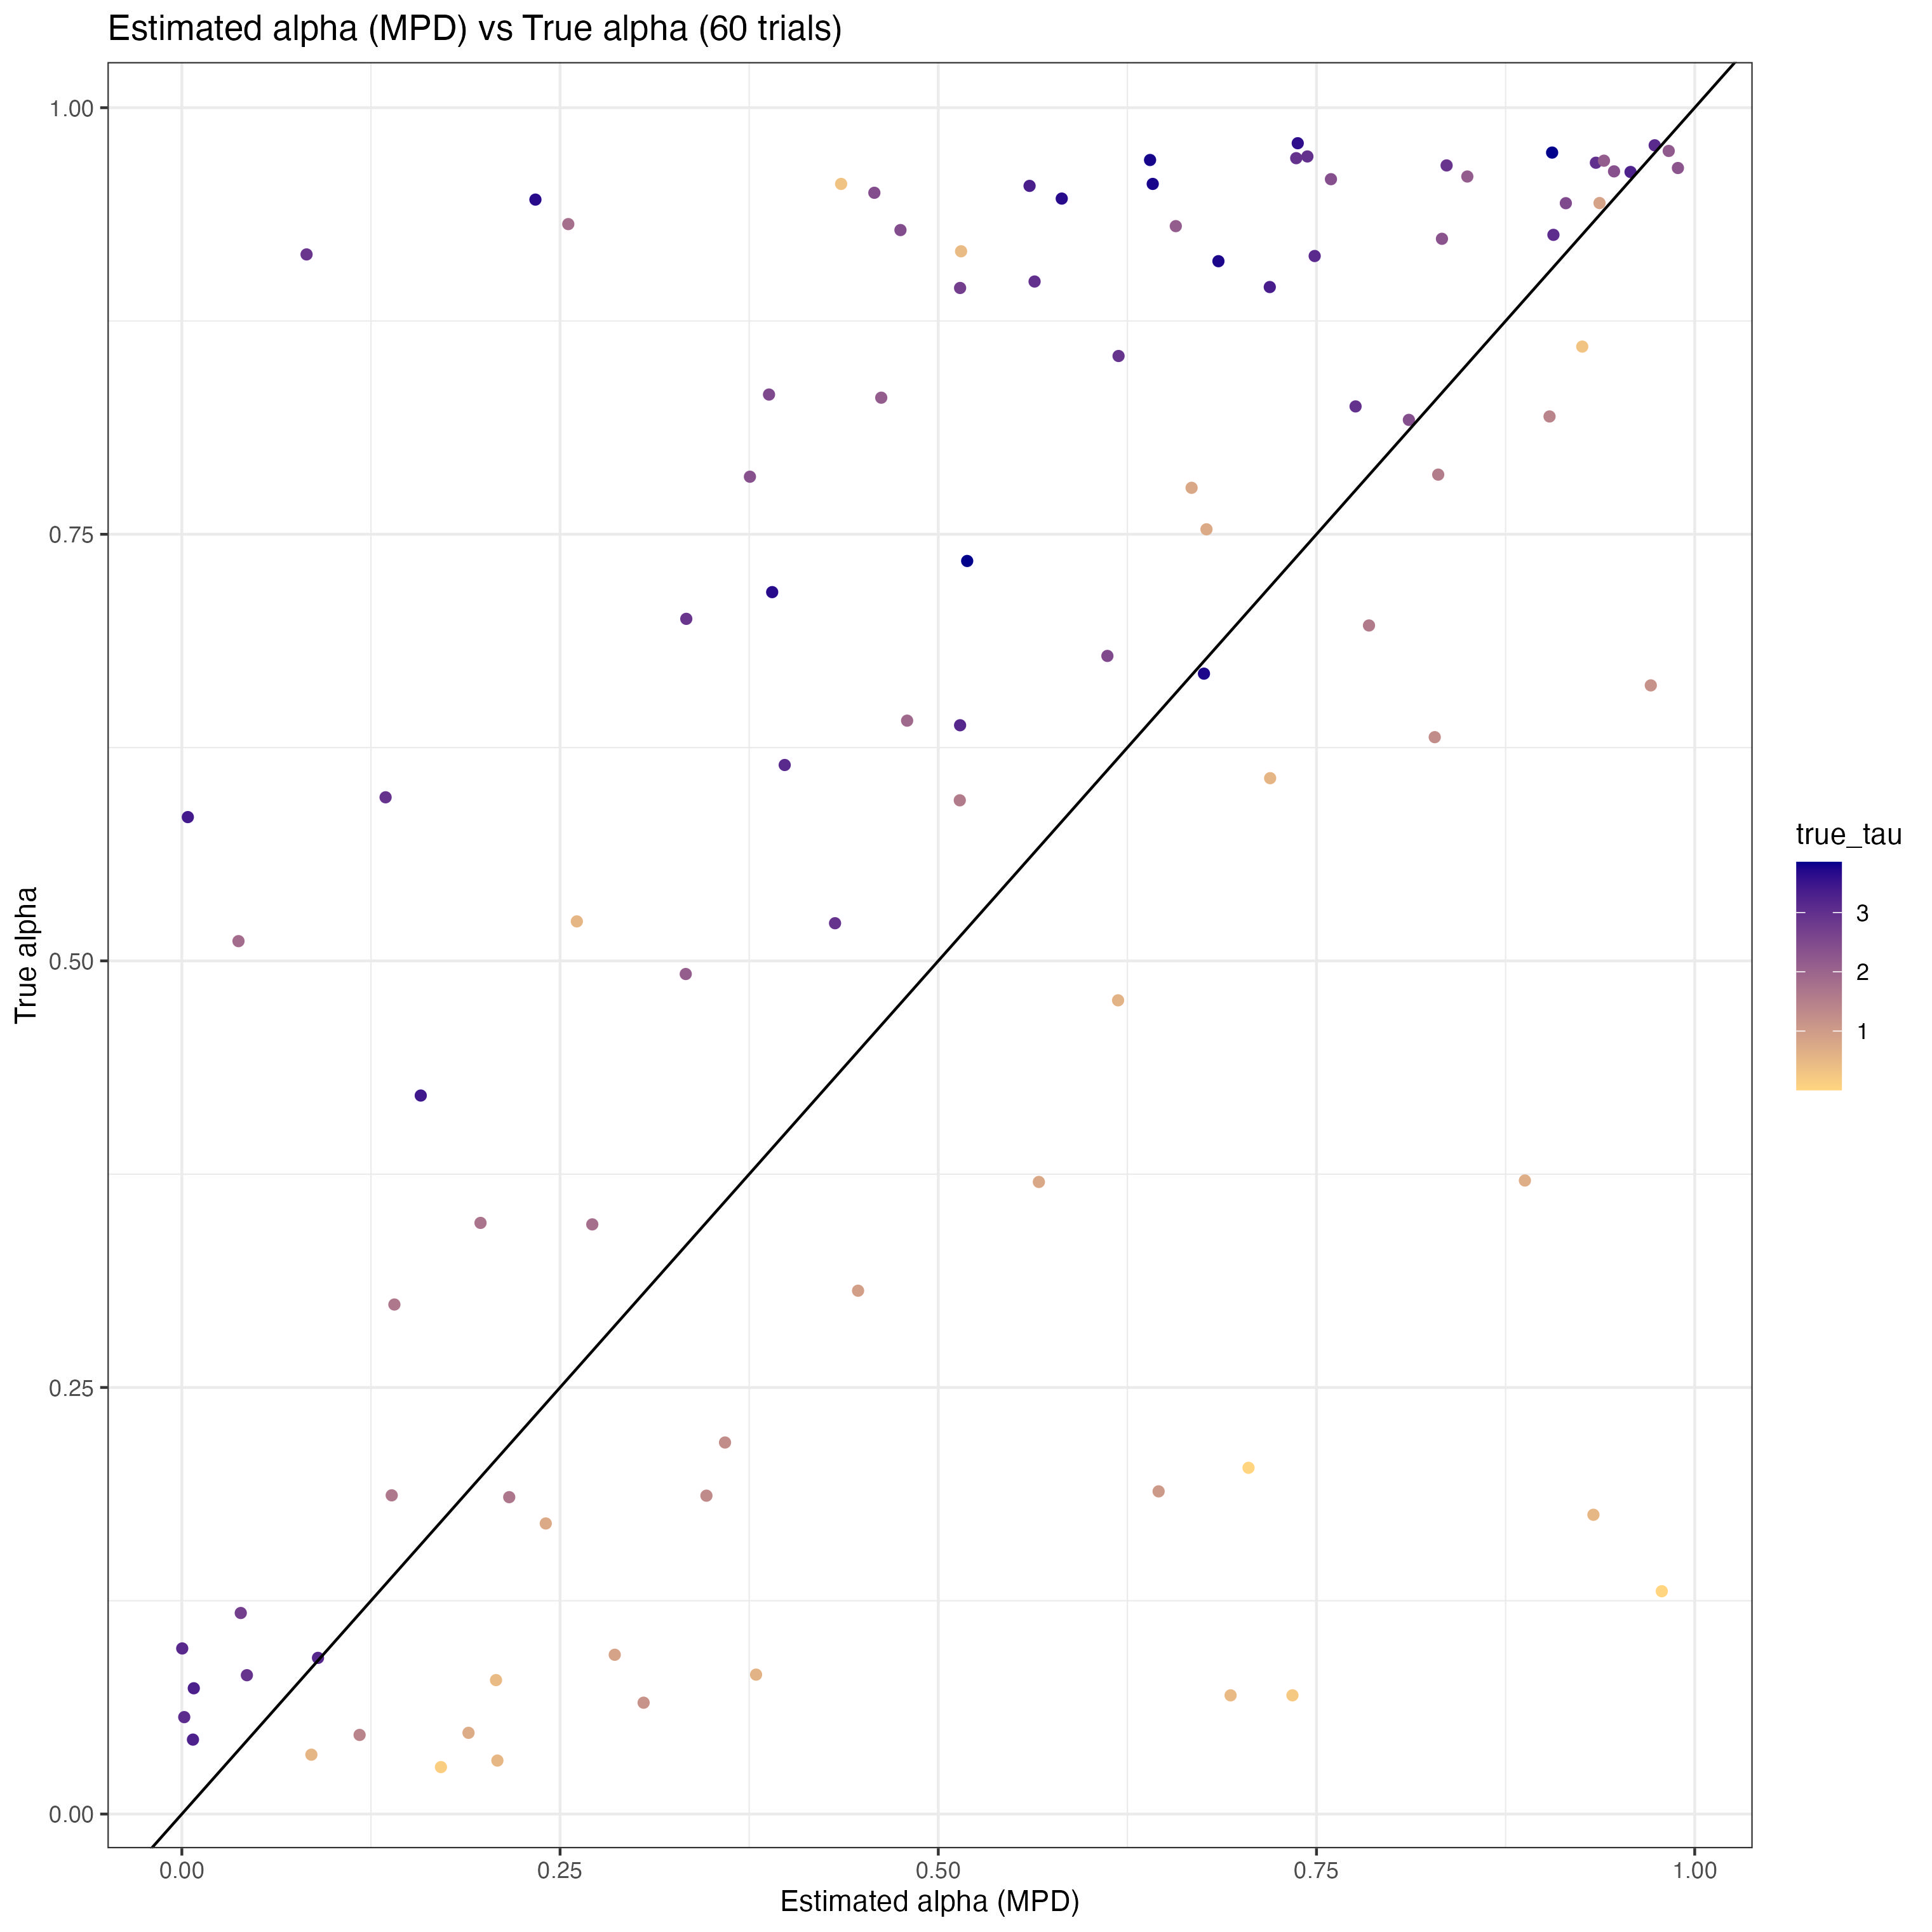 Estimated alpha (MPD) vs True alpha (60 trials)
1.00
0.75
0.50
0.25
0.00
True alpha
0.00 0.25 0.50 0.75 1.00
Estimated alpha (MPD)
true_tau
3
2
1